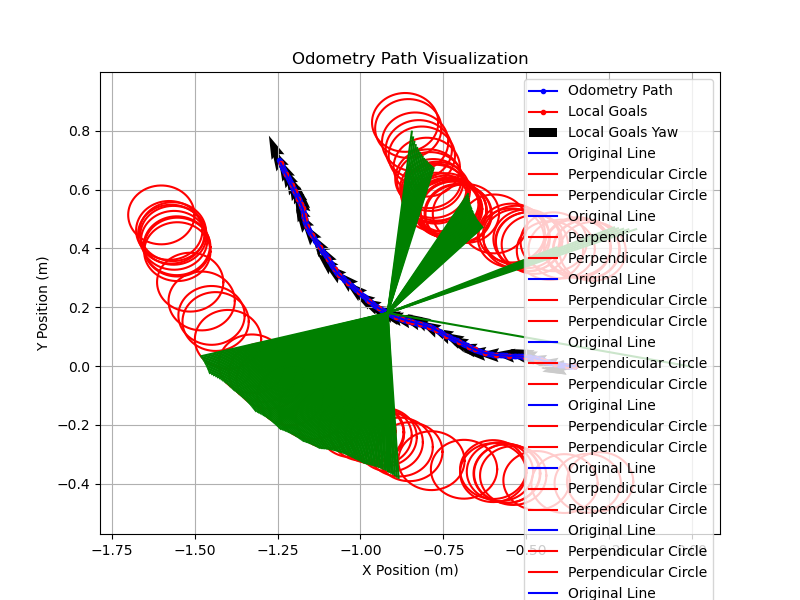 Odometry Path Visualization
Y Position (m)
0.8
0.6
0.4
0.2
0.0
−0.2
−0.4
−1.75
−1.50
−1.25
−1.00
−0.75
X Position (m)
Odometry Path
Local Goals
Local Goals Yaw
Original Line
Perpendicular Circle
Perpendicular Circle
Original Line
Perpendicular Circle
Perpendicular Circle
Original Line
Perpendicular Circle
Perpendicular Circle
Original Line
Perpendicular Circle
Perpendicular Circle
Original Line
Perpendicular Circle
Perpendicular Circle
Original Line
Perpendicular Circle
Perpendicular Circle
Original Line
Perpendicular Circle
Perpendicular Circle
Original Line